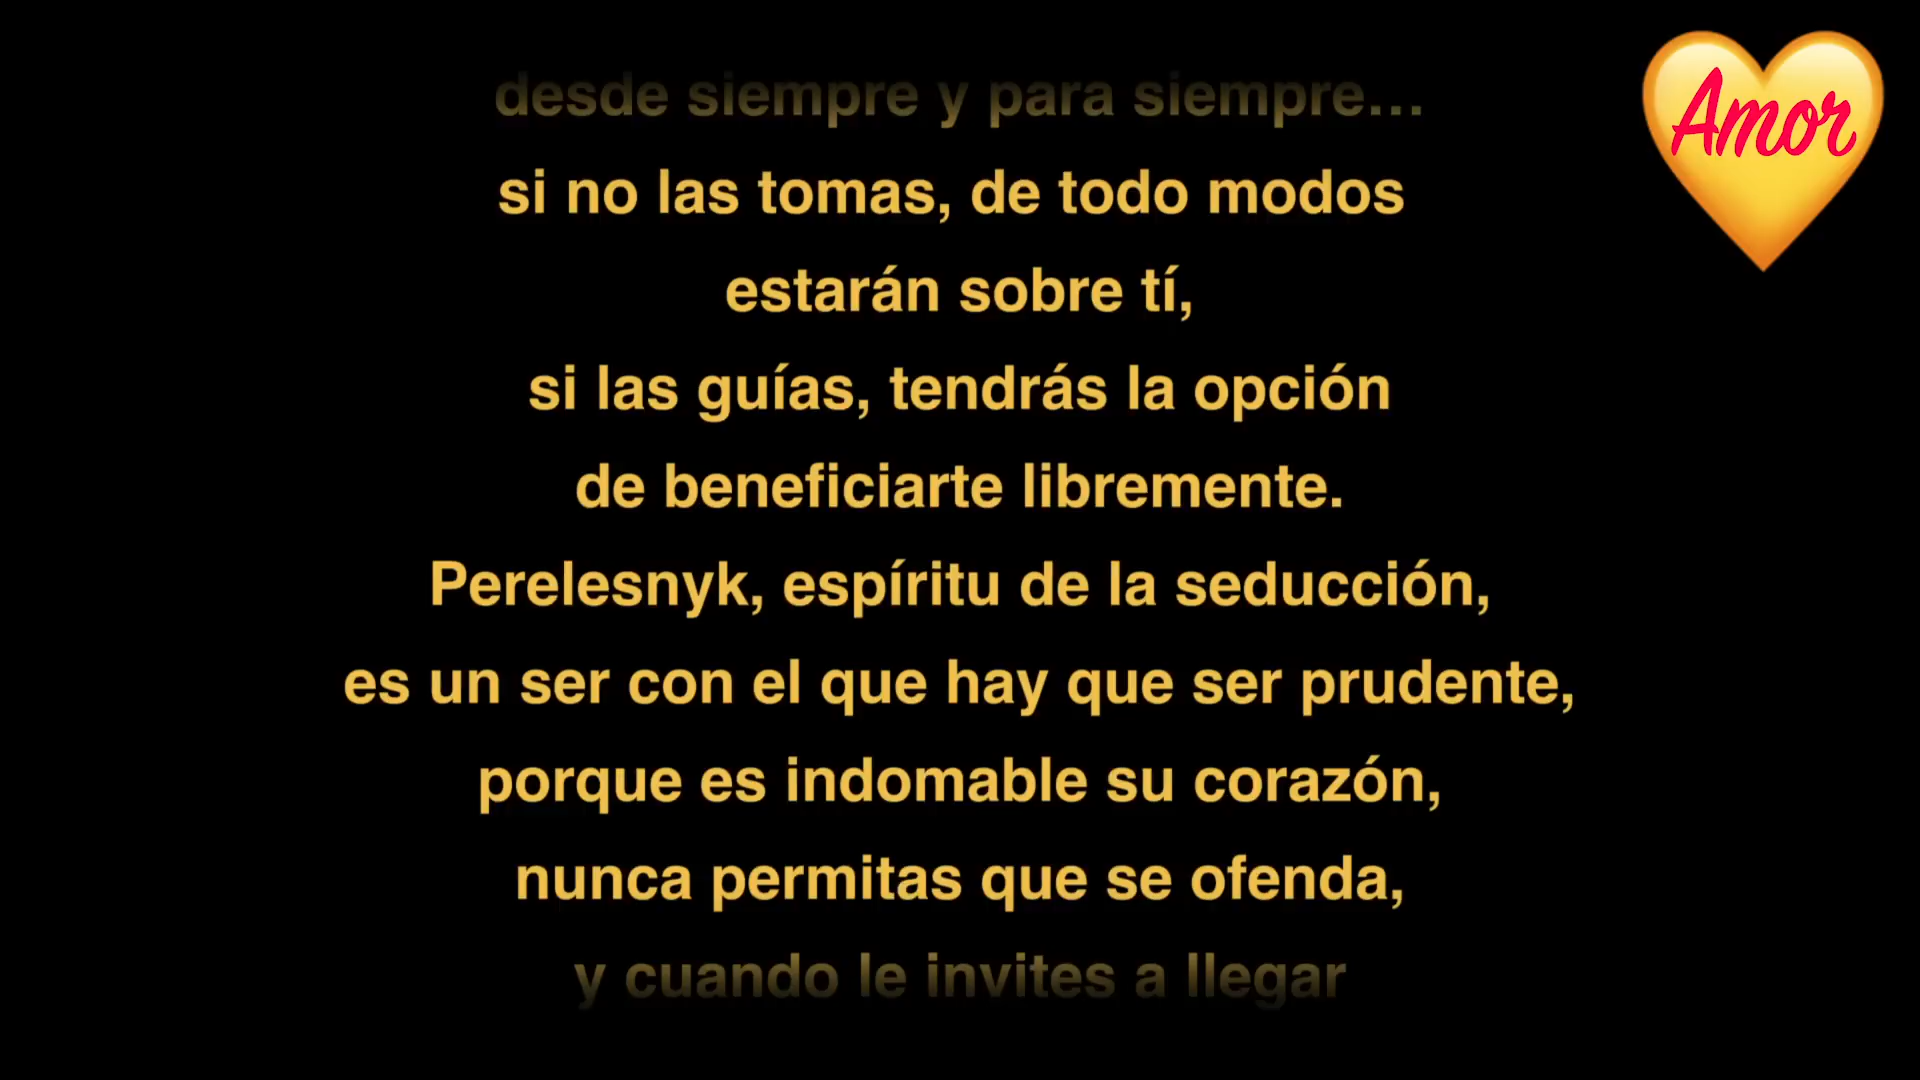 desde siempre y para siempre...
si no las tomas, de todo modos
estarán sobre tí,
si las guías, tendrás la opción
de beneficiarte libremente.
Perelesnyk, espíritu de la seducción,
es un ser con el que hay que ser prudente,
porque es indomable su corazón,
nunca permitas que se ofenda,
y cuando le invites a llegar
Amor